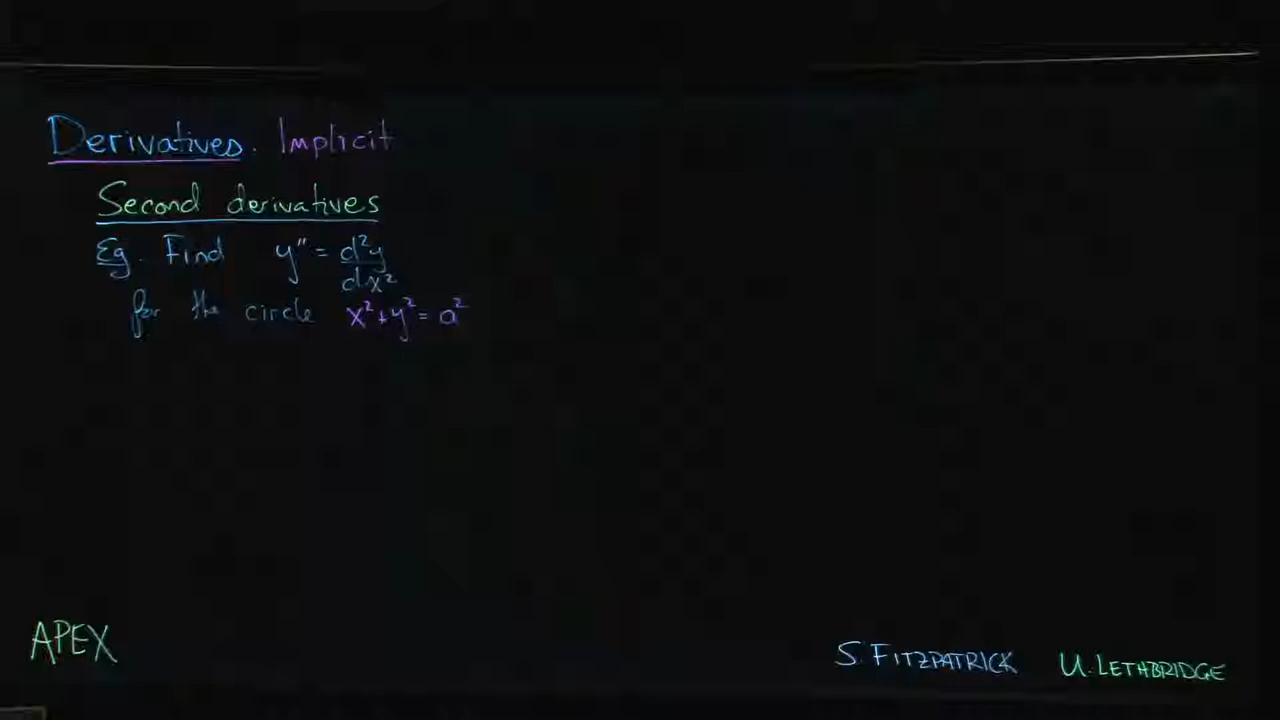 Derivatives. Implicit
Second derivatives
Eg. Find y'' = d²y/dx²
for the circle x²+y²=a²
APEX
S. FITZPATRICK U. LETHBRIDGE